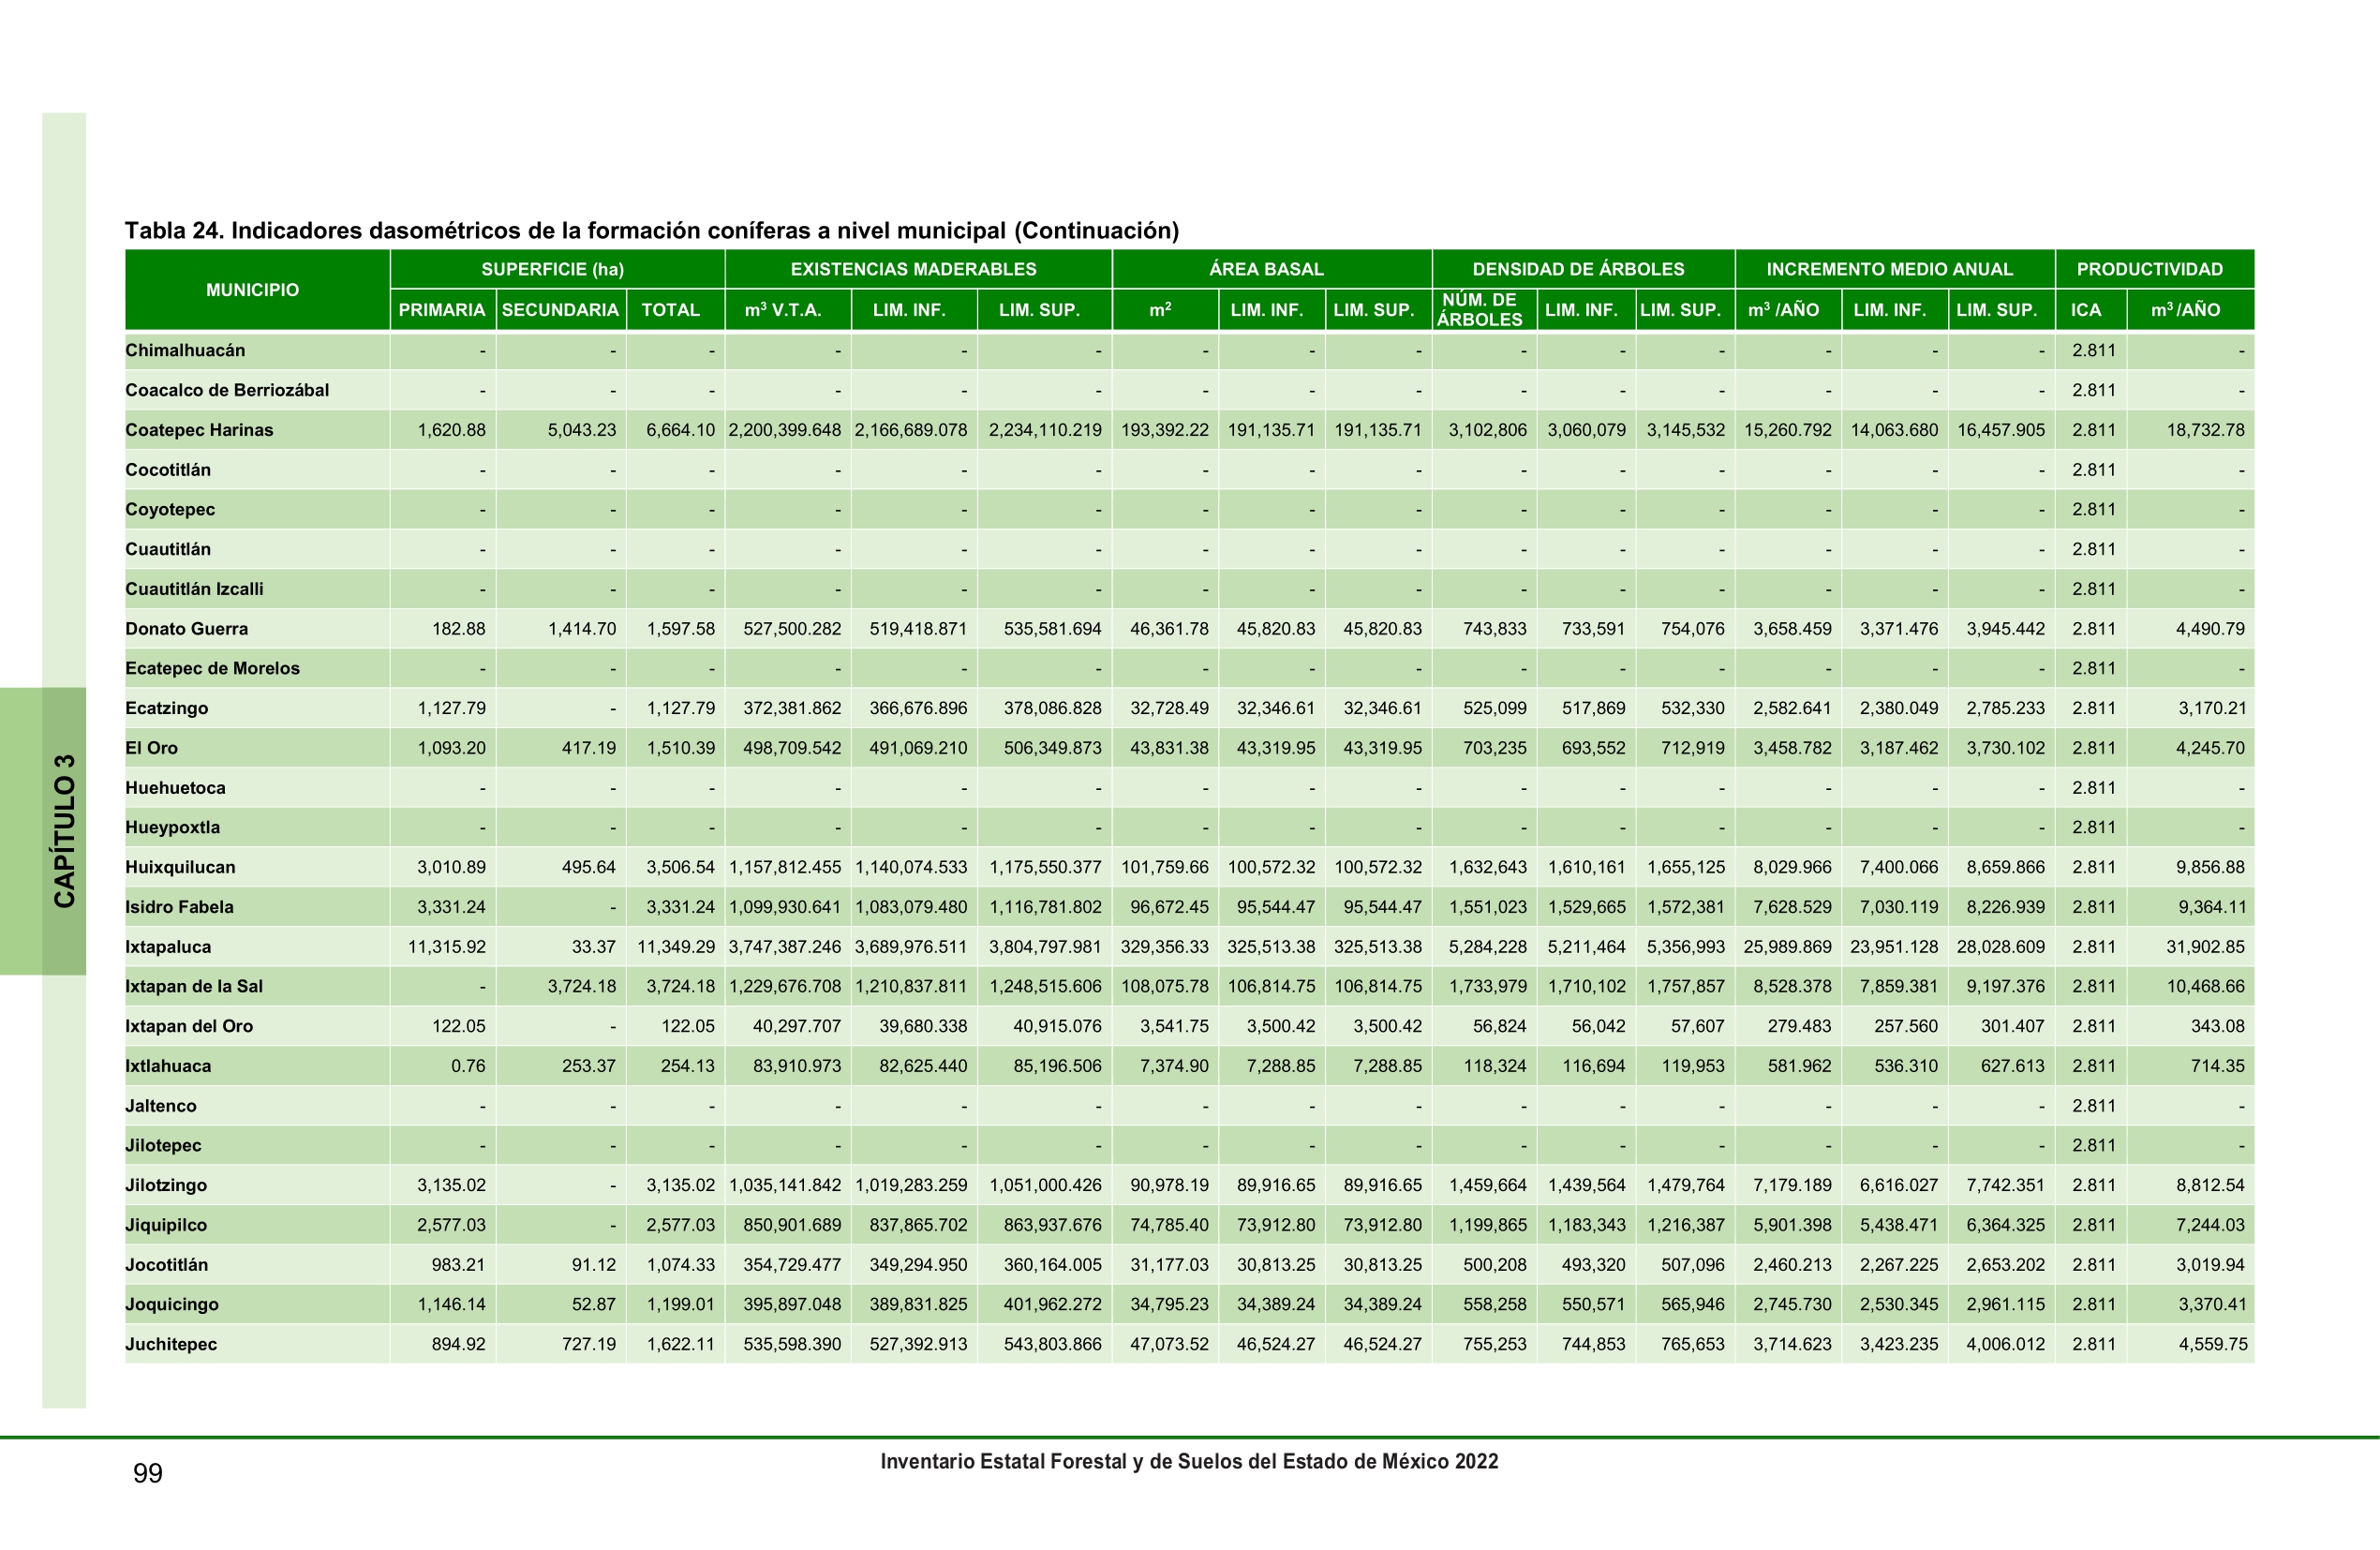 Tabla 24. Indicadores dasométricos de la formación coníferas a nivel municipal (Continuación)
MUNICIPIO SUPERFICIE (ha) EXISTENCIAS MADERABLES ÁREA BASAL DENSIDAD DE ÁRBOLES INCREMENTO MEDIO ANUAL PRODUCTIVIDAD
PRIMARIA SECUNDARIA TOTAL m³ V.T.A. LIM. INF. LIM. SUP. m² LIM. INF. LIM. SUP. NÚM. DE ÁRBOLES LIM. INF. LIM. SUP. m³ /AÑO LIM. INF. LIM. SUP. ICA m³ /AÑO
Chimalhuacán - - - - - - - - - - - - - - - 2.811 -
Coacalco de Berriozábal - - - - - - - - - - - - - - - 2.811 -
Coatepec Harinas 1,620.88 5,043.23 6,664.10 2,200,399.648 2,166,689.078 2,234,110.219 193,392.22 191,135.71 191,135.71 3,102,806 3,060,079 3,145,532 15,260.792 14,063.680 16,457.905 2.811 18,732.78
Cocotitlán - - - - - - - - - - - - - - - 2.811 -
Coyotepec - - - - - - - - - - - - - - - 2.811 -
Cuautitlán - - - - - - - - - - - - - - - 2.811 -
Cuautitlán Izcalli - - - - - - - - - - - - - - - 2.811 -
Donato Guerra 182.88 1,414.70 1,597.58 527,500.282 519,418.871 535,581.694 46,361.78 45,820.83 45,820.83 743,833 733,591 754,076 3,658.459 3,371.476 3,945.442 2.811 4,490.79
Ecatepec de Morelos - - - - - - - - - - - - - - - 2.811 -
Ecatzingo 1,127.79 - 1,127.79 372,381.862 366,676.896 378,086.828 32,728.49 32,346.61 32,346.61 525,099 517,869 532,330 2,582.641 2,380.049 2,785.233 2.811 3,170.21
El Oro 1,093.20 417.19 1,510.39 498,709.542 491,069.210 506,349.873 43,831.38 43,319.95 43,319.95 703,235 693,552 712,919 3,458.782 3,187.462 3,730.102 2.811 4,245.70
Huehuetoca - - - - - - - - - - - - - - - 2.811 -
Hueypoxtla - - - - - - - - - - - - - - - 2.811 -
Huixquilucan 3,010.89 495.64 3,506.54 1,157,812.455 1,140,074.533 1,175,550.377 101,759.66 100,572.32 100,572.32 1,632,643 1,610,161 1,655,125 8,029.966 7,400.066 8,659.866 2.811 9,856.88
Isidro Fabela 3,331.24 - 3,331.24 1,099,930.641 1,083,079.480 1,116,781.802 96,672.45 95,544.47 95,544.47 1,551,023 1,529,665 1,572,381 7,628.529 7,030.119 8,226.939 2.811 9,364.11
Ixtapaluca 11,315.92 33.37 11,349.29 3,747,387.246 3,689,976.511 3,804,797.981 329,356.33 325,513.38 325,513.38 5,284,228 5,211,464 5,356,993 25,989.869 23,951.128 28,028.609 2.811 31,902.85
Ixtapan de la Sal - 3,724.18 3,724.18 1,229,676.708 1,210,837.811 1,248,515.606 108,075.78 106,814.75 106,814.75 1,733,979 1,710,102 1,757,857 8,528.378 7,859.381 9,197.376 2.811 10,468.66
Ixtapan del Oro 122.05 - 122.05 40,297.707 39,680.338 40,915.076 3,541.75 3,500.42 3,500.42 56,824 56,042 57,607 279.483 257.560 301.407 2.811 343.08
Ixtlahuaca 0.76 253.37 254.13 83,910.973 82,625.440 85,196.506 7,374.90 7,288.85 7,288.85 118,324 116,694 119,953 581.962 536.310 627.613 2.811 714.35
Jaltenco - - - - - - - - - - - - - - - 2.811 -
Jilotepec - - - - - - - - - - - - - - - 2.811 -
Jilotzingo 3,135.02 - 3,135.02 1,035,141.842 1,019,283.259 1,051,000.426 90,978.19 89,916.65 89,916.65 1,459,664 1,439,564 1,479,764 7,179.189 6,616.027 7,742.351 2.811 8,812.54
Jiquipilco 2,577.03 - 2,577.03 850,901.689 837,865.702 863,937.676 74,785.40 73,912.80 73,912.80 1,199,865 1,183,343 1,216,387 5,901.398 5,438.471 6,364.325 2.811 7,244.03
Jocotitlán 983.21 91.12 1,074.33 354,729.477 349,294.950 360,164.005 31,177.03 30,813.25 30,813.25 500,208 493,320 507,096 2,460.213 2,267.225 2,653.202 2.811 3,019.94
Joquicingo 1,146.14 52.87 1,199.01 395,897.048 389,831.825 401,962.272 34,795.23 34,389.24 34,389.24 558,258 550,571 565,946 2,745.730 2,530.345 2,961.115 2.811 3,370.41
Juchitepec 894.92 727.19 1,622.11 535,598.390 527,392.913 543,803.866 47,073.52 46,524.27 46,524.27 755,253 744,853 765,653 3,714.623 3,423.235 4,006.012 2.811 4,559.75
CAPÍTULO 3
Inventario Estatal Forestal y de Suelos del Estado de México 2022
99